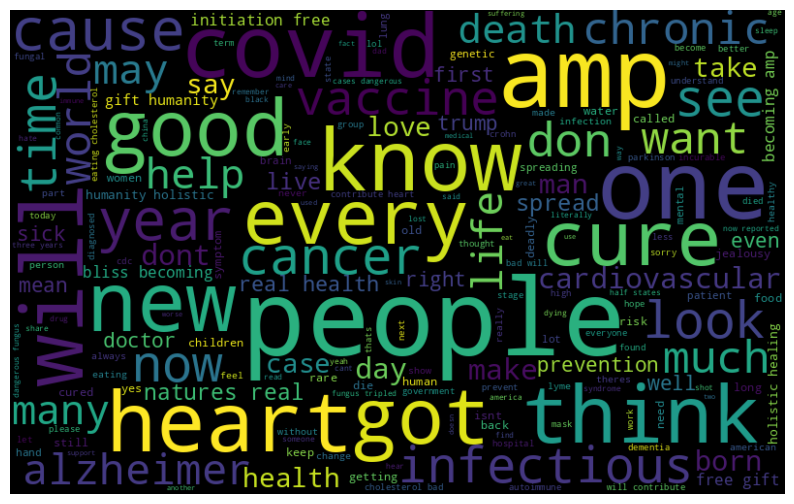 initiation free
cause
covid
death
chronic
lung
term
fact
lol
genetic
age
suffering
sleep
become
better
might
fungal
may
say
amp
first
take
state
mind
care
remember
cases dangerous
dad
understand
world
time
gift humanity
vaccine
see
becoming amp
good
early
black
group
love
trump
made
water
called
infection
don
want
common
hate
china
eating cholesterol
face
crohn
medical
know
help
brain
women
pain
saying
spreading
parkinson
incurable
one
part
humanity holistic
live
never
contribute heart
used
said
great
man
spread
mental
died
healthy
year
every
life
deadly
literally
now reported
today
sick
diagnosed
symptom
old
lost
thought
eat
use
less
sorry
even
three years
cdc
dont
cancer
right
bad will
cure
jealousy
person
mean
bliss becoming
real health
skin
stage
high
half states
cardiovascular
new
people
will
doctor
children
really
dying
hope
patient
food
everyone
risk
look
much
share
drug
always
eating
worse
case
thats
next
show
lot
found
make
prevention
dangerous fungus
now
feel
yeah
cant
day
rare
human
prevent
theres
lyme
well
shot
long
cured
yes
natures real
read
die
fungus tripled
government
america
syndrome
two
many
please
heart
got
think
born
holistic healing
isnt
mask
work
need
let
still
without
someone
back
find
dementia
american
hand
keep
change
hospital
hear
infectious
free gift
alzheimer
support
health
getting
cholesterol bad
autoimmune
will contribute
another